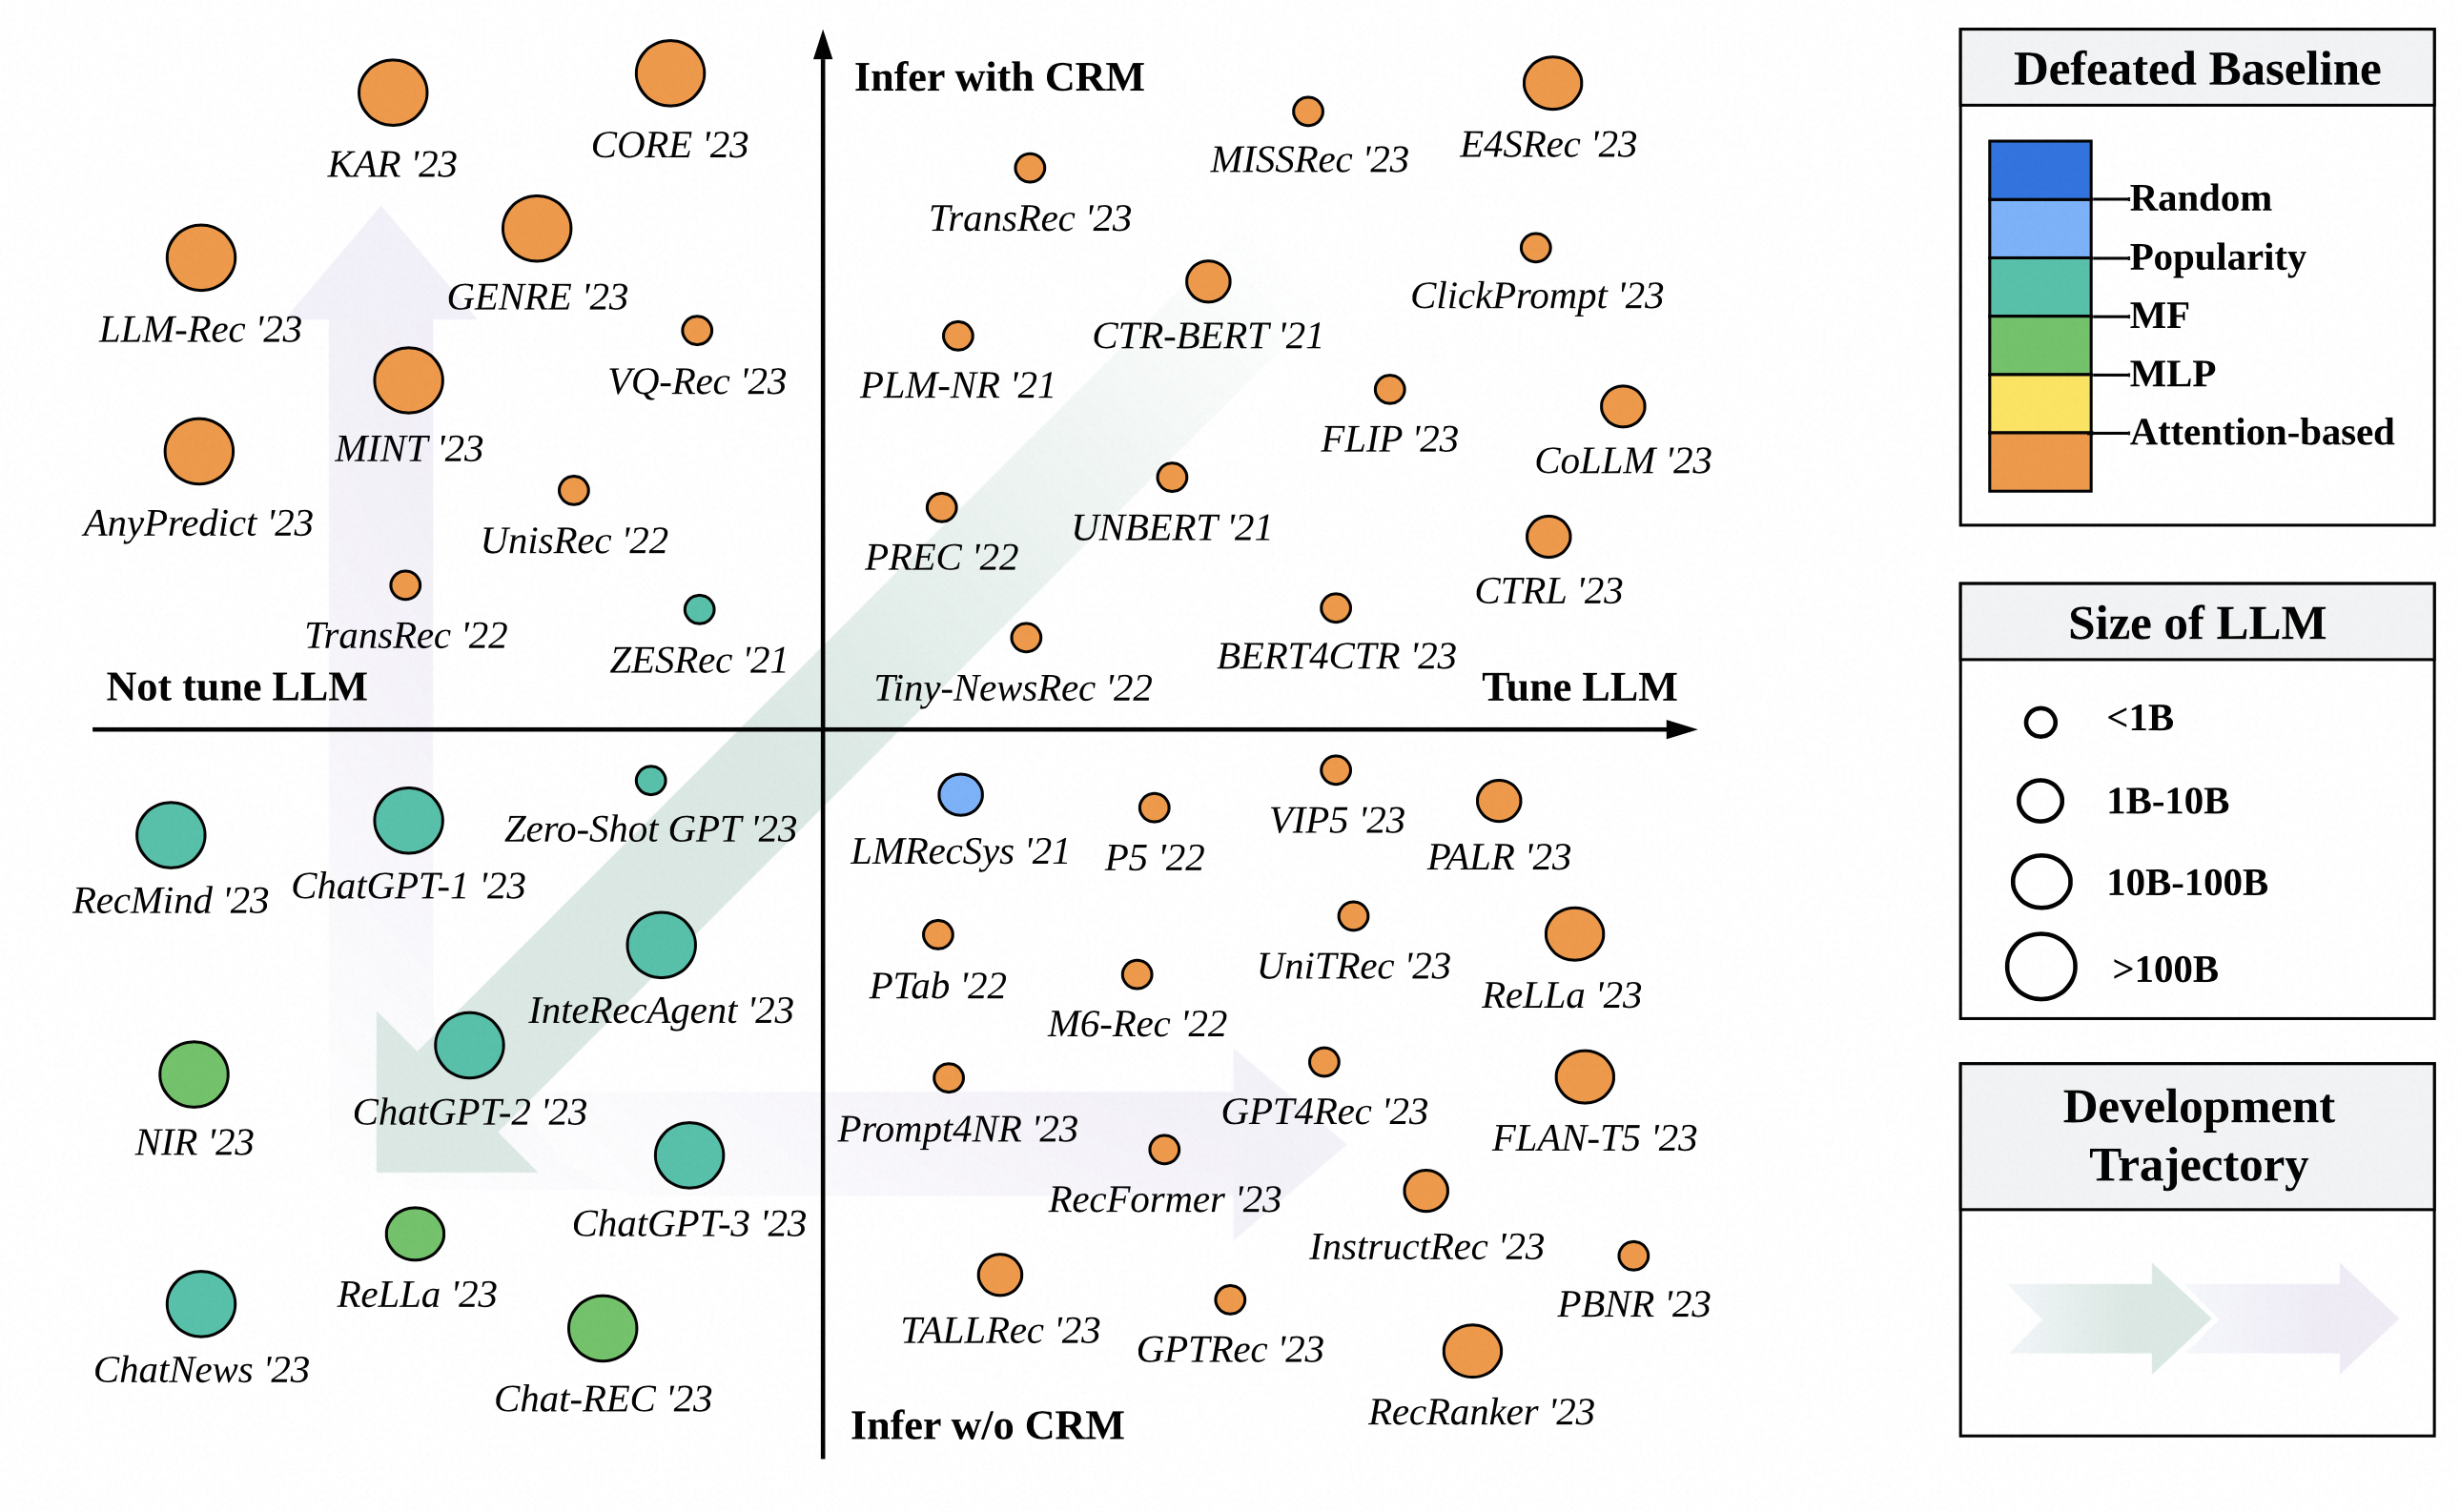 KAR '23
CORE '23
LLM-Rec '23
GENRE '23
VQ-Rec '23
MINT '23
AnyPredict '23
UnisRec '22
TransRec '22
ZESRec '21
Not tune LLM
Infer with CRM
MISSRec '23
E4SRec '23
TransRec '23
ClickPrompt '23
CTR-BERT '21
PLM-NR '21
FLIP '23
CoLLM '23
UNBERT '21
PREC '22
CTRL '23
BERT4CTR '23
Tiny-NewsRec '22
Tune LLM
Zero-Shot GPT '23
RecMind '23
ChatGPT-1 '23
InteRecAgent '23
ChatGPT-2 '23
NIR '23
ChatGPT-3 '23
ReLLa '23
ChatNews '23
Chat-REC '23
LMRecSys '21
P5 '22
VIP5 '23
PALR '23
PTab '22
M6-Rec '22
UniTRec '23
ReLLa '23
Prompt4NR '23
GPT4Rec '23
FLAN-T5 '23
RecFormer '23
InstructRec '23
PBNR '23
TALLRec '23
GPTRec '23
RecRanker '23
Infer w/o CRM
Defeated Baseline
Random
Popularity
MF
MLP
Attention-based
Size of LLM
<1B
1B-10B
10B-100B
>100B
Development
Trajectory